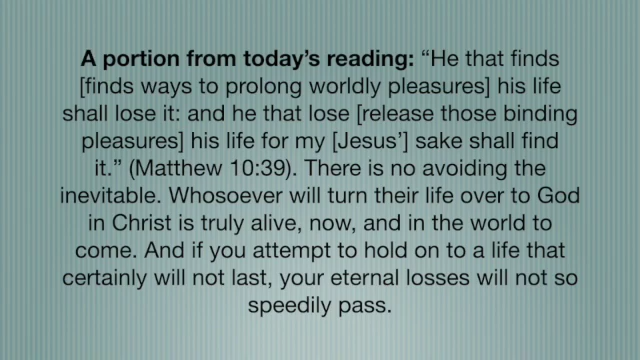 A portion from today’s reading: “He that finds
[finds ways to prolong worldly pleasures] his life
shall lose it: and he that lose [release those binding
pleasures] his life for my [Jesus’] sake shall find
it.” (Matthew 10:39). There is no avoiding the
inevitable. Whosoever will turn their life over to God
in Christ is truly alive, now, and in the world to
come. And if you attempt to hold on to a life that
certainly will not last, your eternal losses will not so
speedily pass.